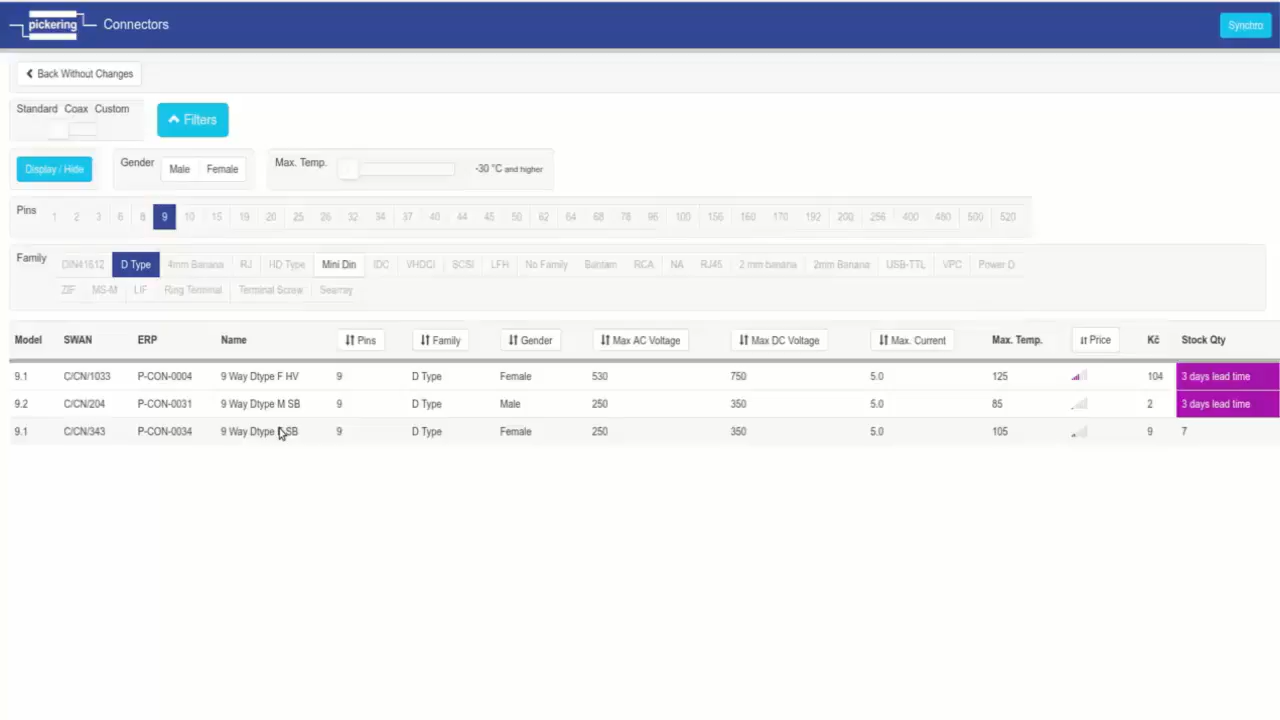 pickering Connectors Synchro
Back Without Changes
Standard Coax Custom Filters
Display / Hide Gender Male Female Max. Temp. -30 °C and higher
Pins 1 2 3 6 8 9 10 15 19 20 25 26 32 34 37 40 44 45 50 62 64 68 78 96 100 156 160 170 192 200 256 400 480 500 520
Family DIN41612 D Type 4mm Banana RJ HD Type Mini Din IDC VHDCI SCSI LFH No Family Bantam RCA NA RJ45 2 mm banana 2mm Banana USB-TTL VPC Power D
ZIF MS-M LIF Ring Terminal Terminal Screw Searray
Model SWAN ERP Name Pins Family Gender Max AC Voltage Max DC Voltage Max. Current Max. Temp. Price Kč Stock Qty
9.1 C/CN/1033 P-CON-0004 9 Way Dtype F HV 9 D Type Female 530 750 5.0 125 104 3 days lead time
9.2 C/CN/204 P-CON-0031 9 Way Dtype M SB 9 D Type Male 250 350 5.0 85 2 3 days lead time
9.1 C/CN/343 P-CON-0034 9 Way Dtype SB 9 D Type Female 250 350 5.0 105 9 7